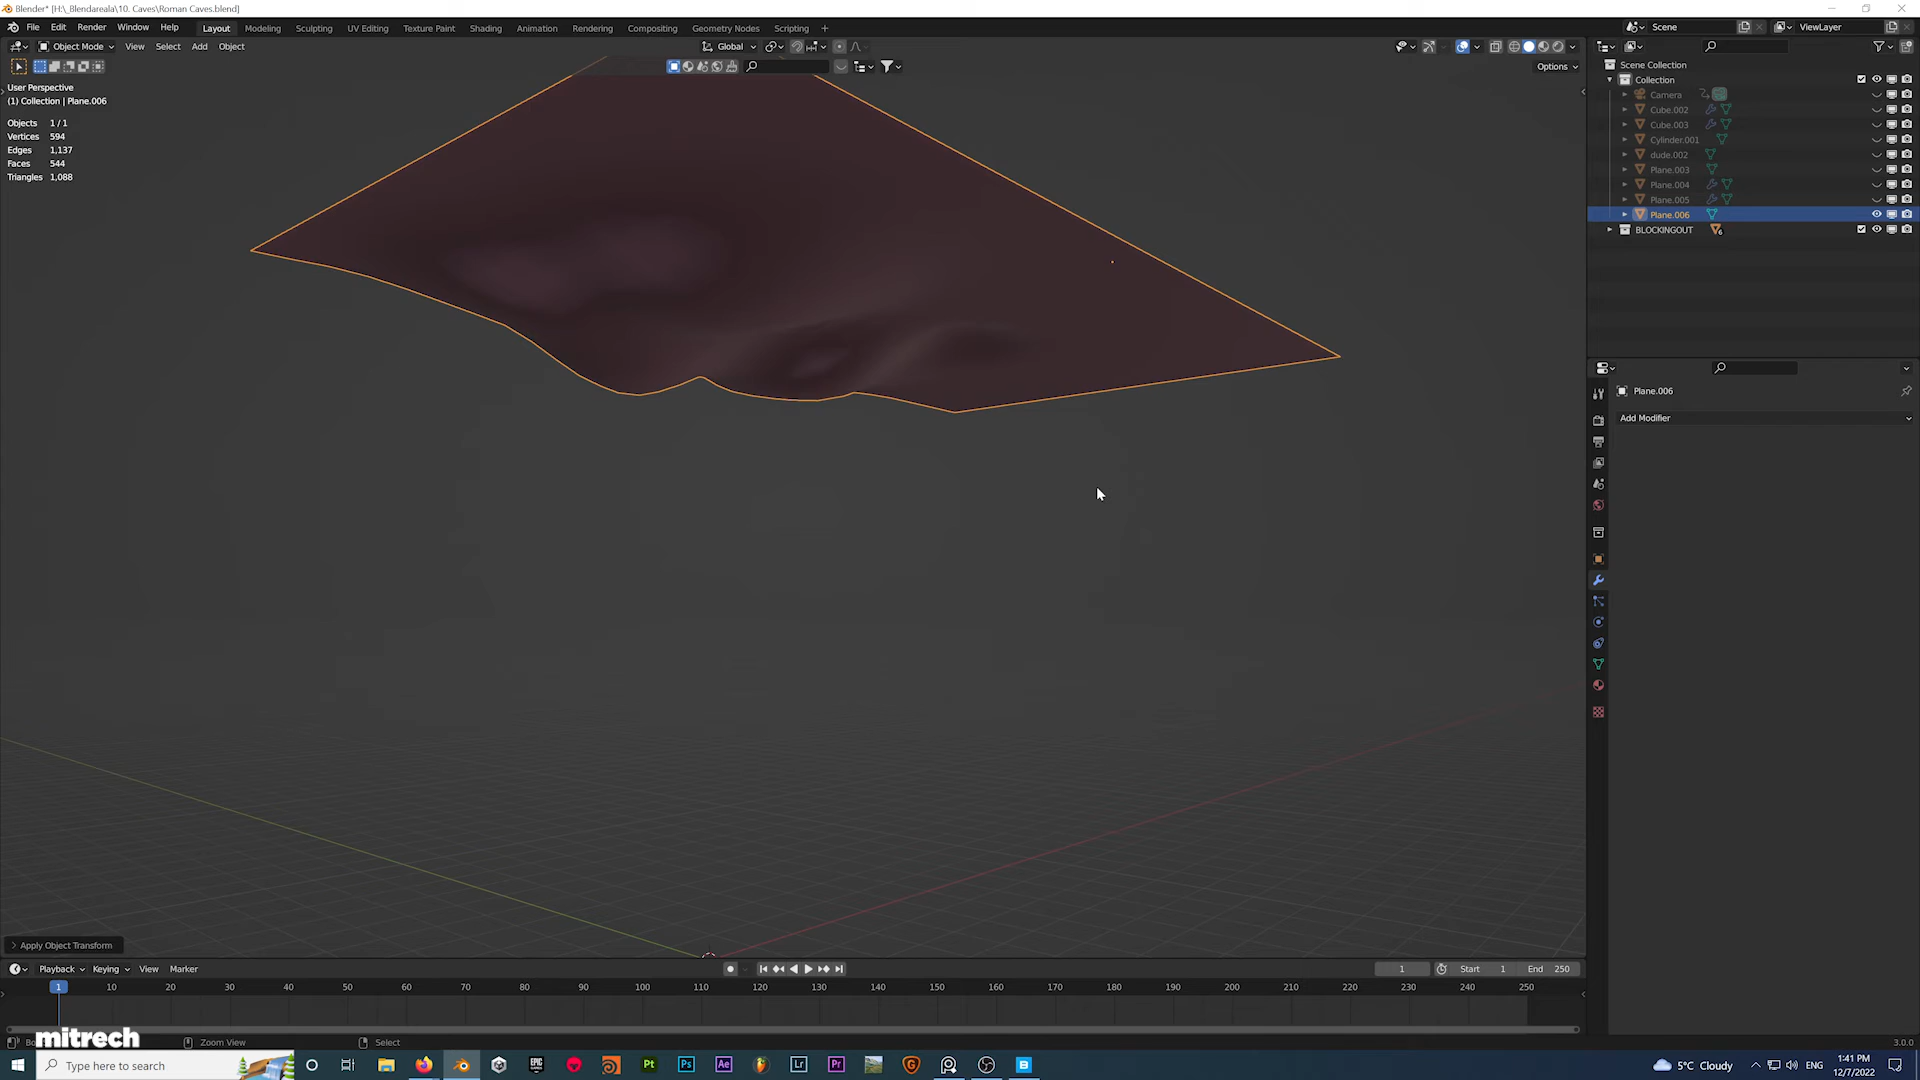 Blender* [H:\_Blendareala\10. Caves\Roman Caves.blend]
File Edit Render Window Help Layout Modeling Sculpting UV Editing Texture Paint Shading Animation Rendering Compositing Geometry Nodes Scripting + Scene ViewLayer
Object Mode View Select Add Object Global
Options
User Perspective
(1) Collection | Plane.006
Objects 1 / 1
Vertices 594
Edges 1,137
Faces 544
Triangles 1,088
Scene Collection
Collection
Camera
Cube.002
Cube.003
Cylinder.001
dude.002
Plane.003
Plane.004
Plane.005
Plane.006
BLOCKINGOUT 6
Plane.006
Add Modifier
Apply Object Transform
Playback Keying View Marker 1 Start 1 End 250
1 10 20 30 40 50 60 70 80 90 100 110 120 130 140 150 160 170 180 190 200 210 220 230 240 250
mitrech
Zoom View Select 3.0.0
Type here to search Pt Ps Ae Lr Pr 5°C Cloudy ENG 1:41 PM
12/7/2022